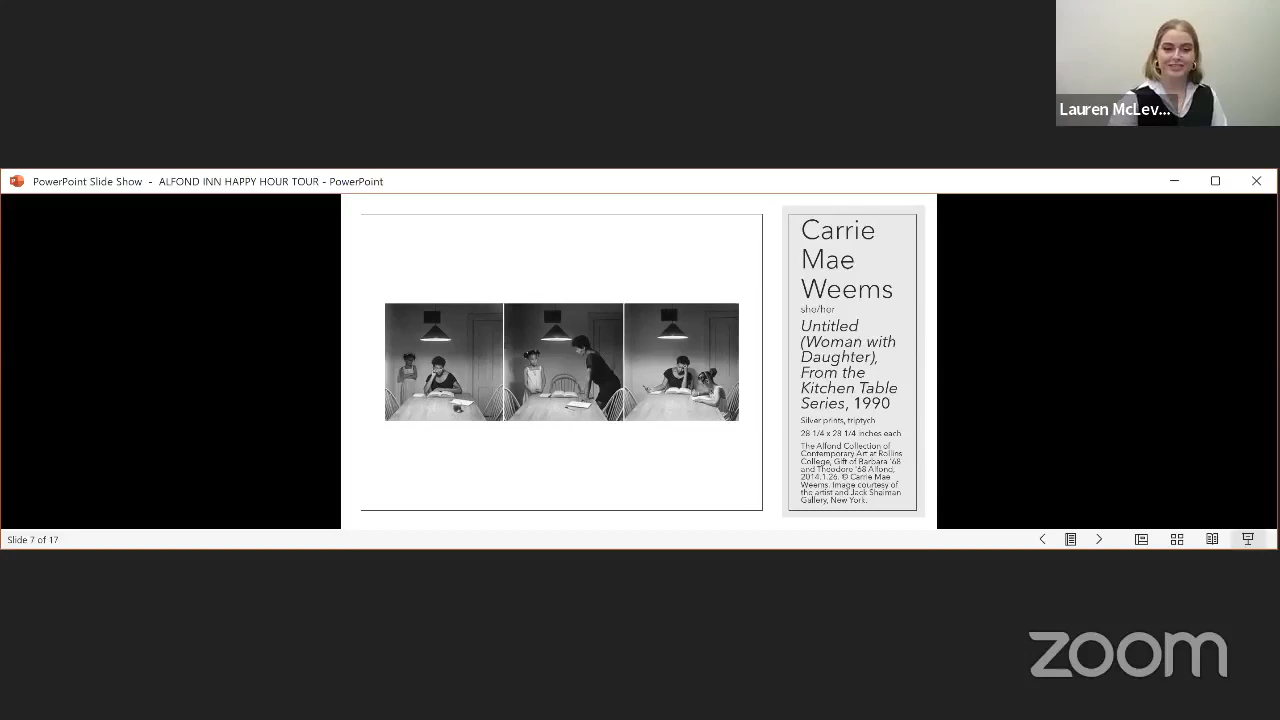 Lauren McLev...
PowerPoint Slide Show - ALFOND INN HAPPY HOUR TOUR - PowerPoint
Carrie
Mae
Weems
she/her
Untitled
(Woman with
Daughter),
From the
Kitchen Table
Series, 1990
Silver prints, triptych
28 1/4 x 28 1/4 inches each
The Alfond Collection of
Contemporary Art at Rollins
College, Gift of Barbara '68
and Theodore '68 Alfond,
2014.1.26. © Carrie Mae
Weems. Image courtesy of
the artist and Jack Shaiman
Gallery, New York.
Slide 7 of 17
zoom